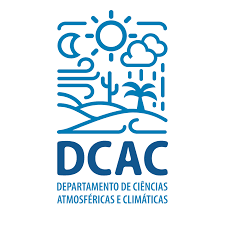 DCAC
DEPARTAMENTO DE CIÊNCIAS
ATMOSFÉRICAS E CLIMÁTICAS